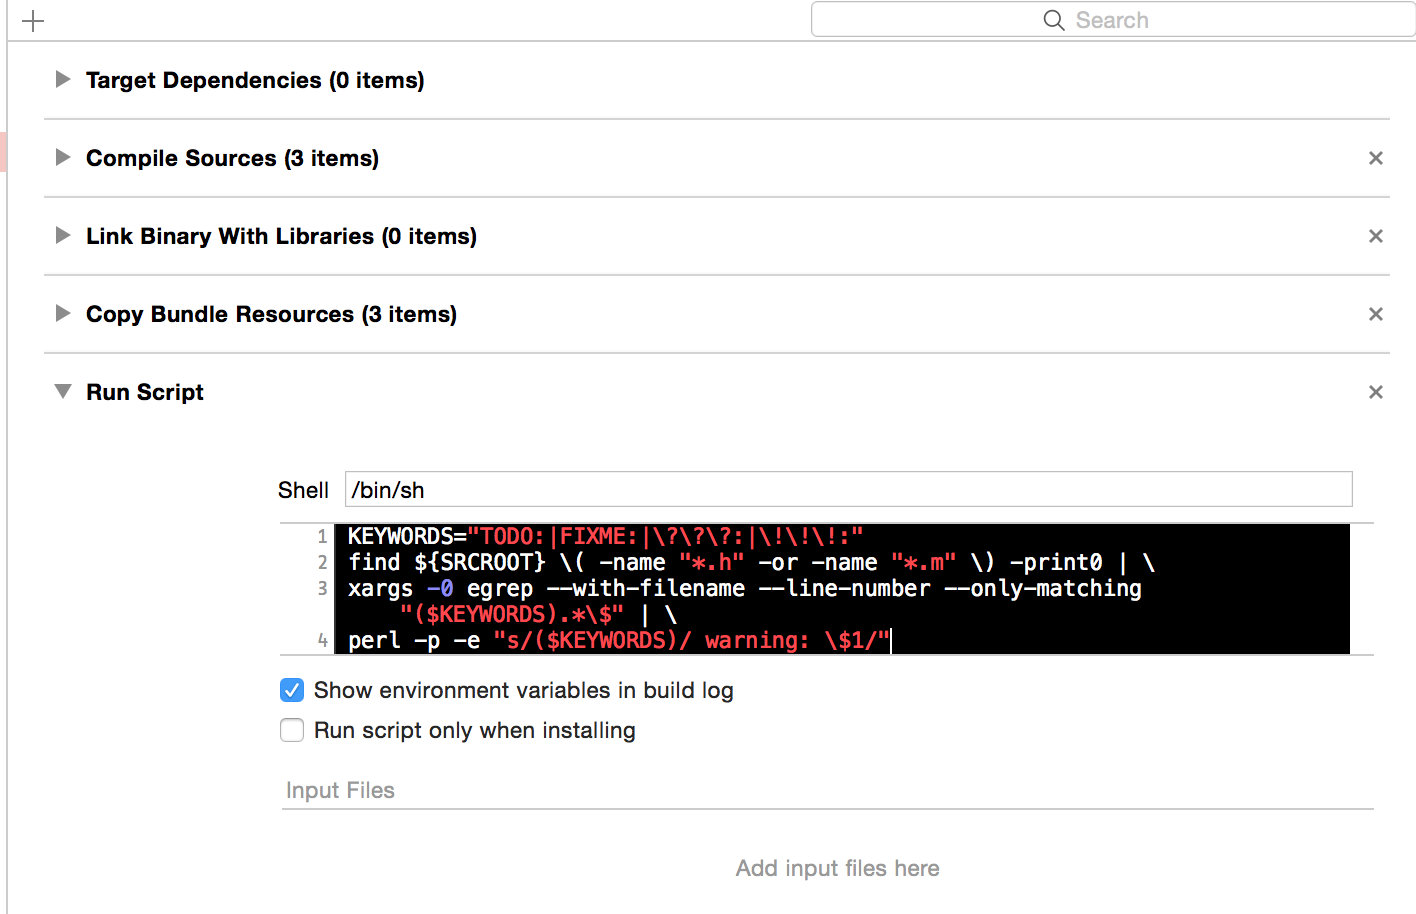 Search
Target Dependencies (0 items)
Compile Sources (3 items)
Link Binary With Libraries (0 items)
Copy Bundle Resources (3 items)
Run Script
Shell /bin/sh
1 KEYWORDS="TODO:|FIXME:|\?\?\?:|\!\!\!:"
2 find ${SRCROOT} \( -name "*.h" -or -name "*.m" \) -print0 | \
3 xargs -0 egrep --with-filename --line-number --only-matching
"($KEYWORDS).*\$" | \
4 perl -p -e "s/($KEYWORDS)/ warning: \$1/"
Show environment variables in build log
Run script only when installing
Input Files
Add input files here